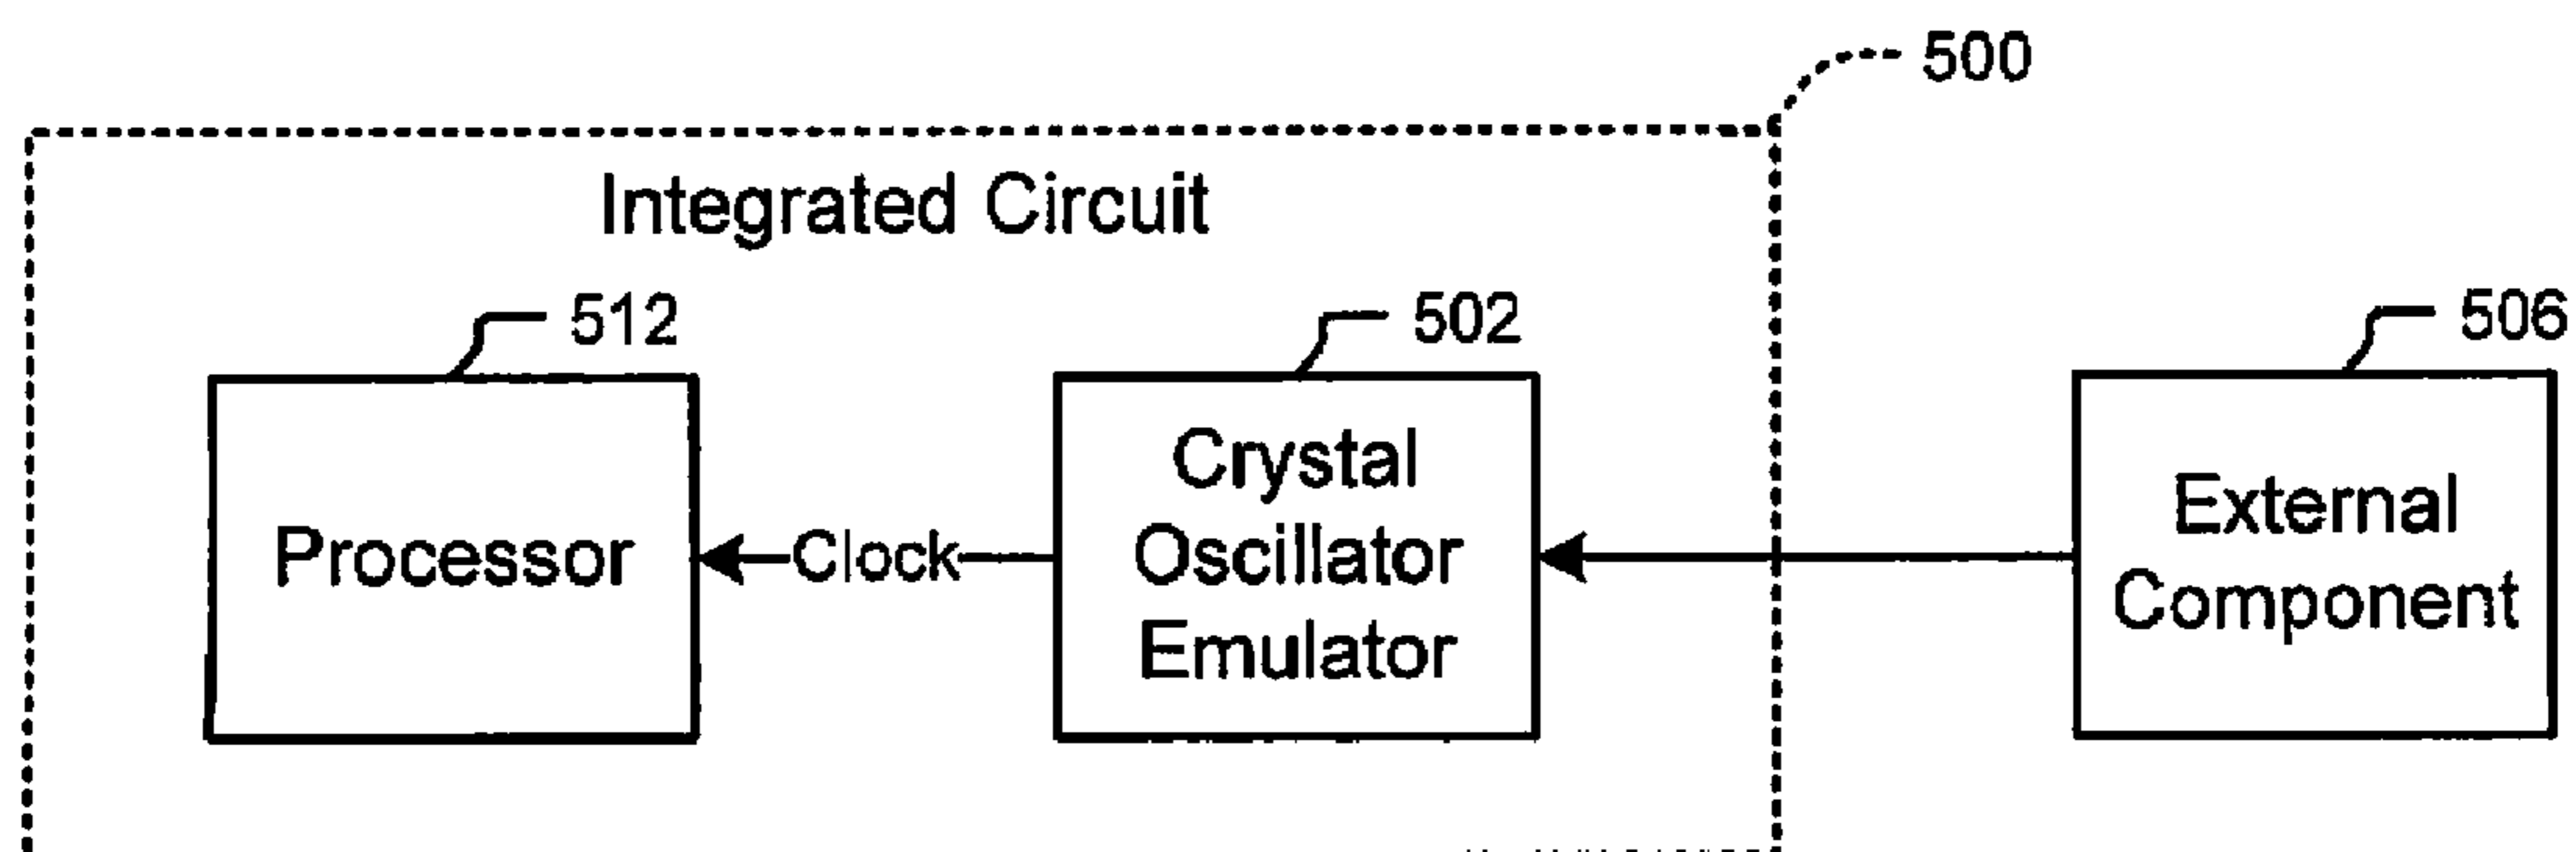 500
Integrated Circuit
512
502
506
Processor
Clock
Crystal
Oscillator
Emulator
External
Component